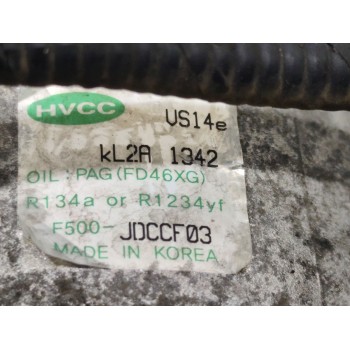 HVCC
VS14e
kL2A 1342
OIL: PAG(FD46XG)
R134a or R1234yf
F500-JDCCF03
MADE IN KOREA